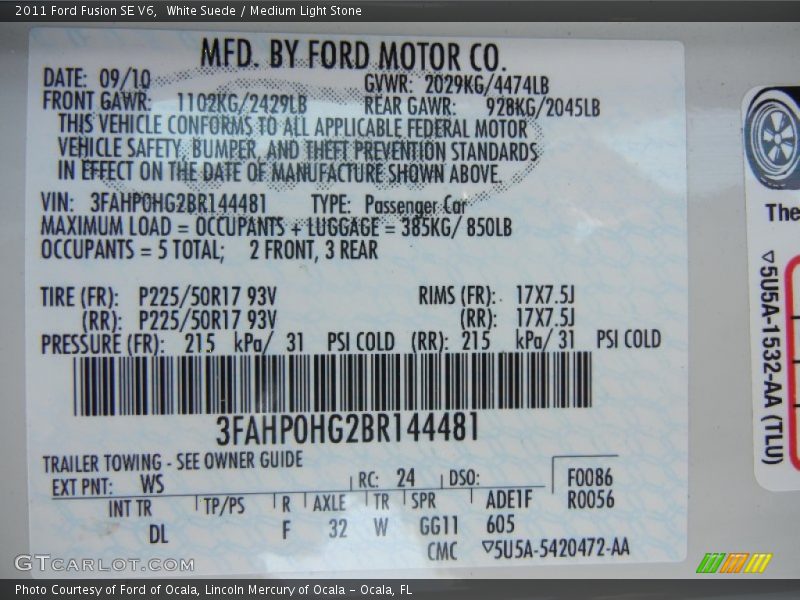 2011 Ford Fusion SE V6,  White Suede / Medium Light Stone
MFD. BY FORD MOTOR CO.
DATE: 09/10 GVWR: 2029KG/4474LB
FRONT GAWR: 1102KG/2429LB REAR GAWR: 928KG/2045LB
THIS VEHICLE CONFORMS TO ALL APPLICABLE FEDERAL MOTOR
VEHICLE SAFETY, BUMPER, AND THEFT PREVENTION STANDARDS
IN EFFECT ON THE DATE OF MANUFACTURE SHOWN ABOVE.
VIN: 3FAHP0HG2BR144481 TYPE: Passenger Car
MAXIMUM LOAD = OCCUPANTS + LUGGAGE = 385KG/ 850LB
OCCUPANTS = 5 TOTAL; 2 FRONT, 3 REAR
TIRE (FR): P225/50R17 93V RIMS (FR): 17X7.5J
(RR): P225/50R17 93V (RR): 17X7.5J
PRESSURE (FR): 215 kPa/ 31 PSI COLD (RR): 215 kPa/ 31 PSI COLD
3FAHP0HG2BR144481
TRAILER TOWING - SEE OWNER GUIDE
EXT PNT: WS RC: 24 DSO: F0086
INT TR TP/PS R AXLE TR SPR ADE1F R0056
DL F 32 W GG11 605
CMC ▽5U5A-5420472-AA
The
▽5U5A-1532-AA (TLU)
GTCARLOT.COM
Photo Courtesy of Ford of Ocala, Lincoln Mercury of Ocala – Ocala, FL